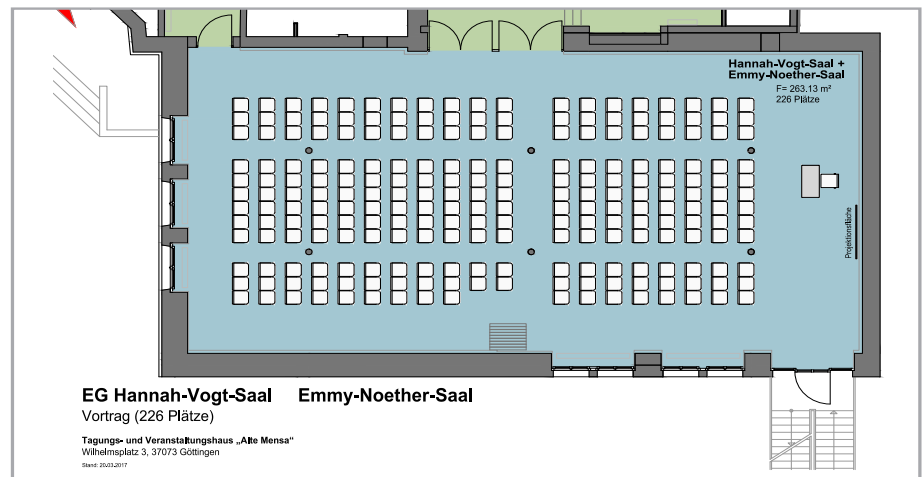 Hannah-Vogt-Saal +
Emmy-Noether-Saal
F= 263.13 m²
226 Plätze
Projektionsfläche
EG Hannah-Vogt-Saal Emmy-Noether-Saal
Vortrag (226 Plätze)
Tagungs- und Veranstaltungshaus „Alte Mensa“
Wilhelmsplatz 3, 37073 Göttingen
Stand: 20.03.2017